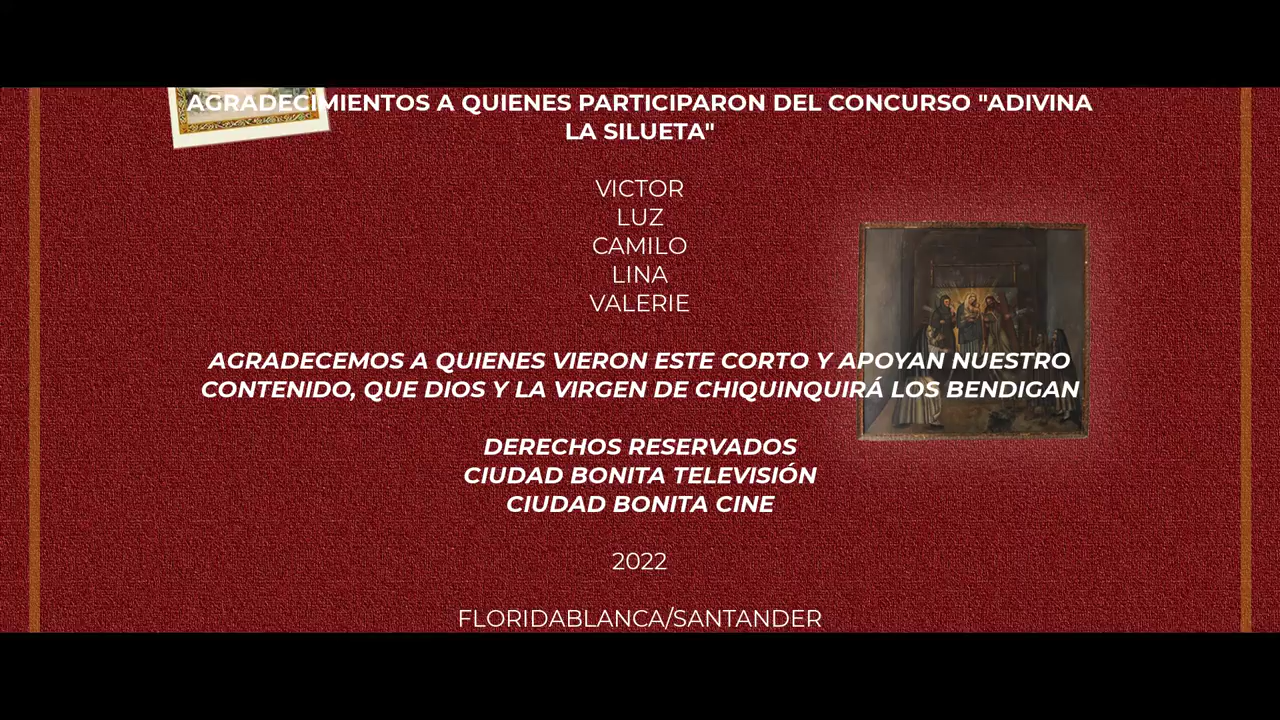 AGRADECIMIENTOS A QUIENES PARTICIPARON DEL CONCURSO "ADIVINA
LA SILUETA"
VICTOR
LUZ
CAMILO
LINA
VALERIE
AGRADECEMOS A QUIENES VIERON ESTE CORTO Y APOYAN NUESTRO
CONTENIDO, QUE DIOS Y LA VIRGEN DE CHIQUINQUIRÁ LOS BENDIGAN
DERECHOS RESERVADOS
CIUDAD BONITA TELEVISIÓN
CIUDAD BONITA CINE
2022
FLORIDABLANCA/SANTANDER